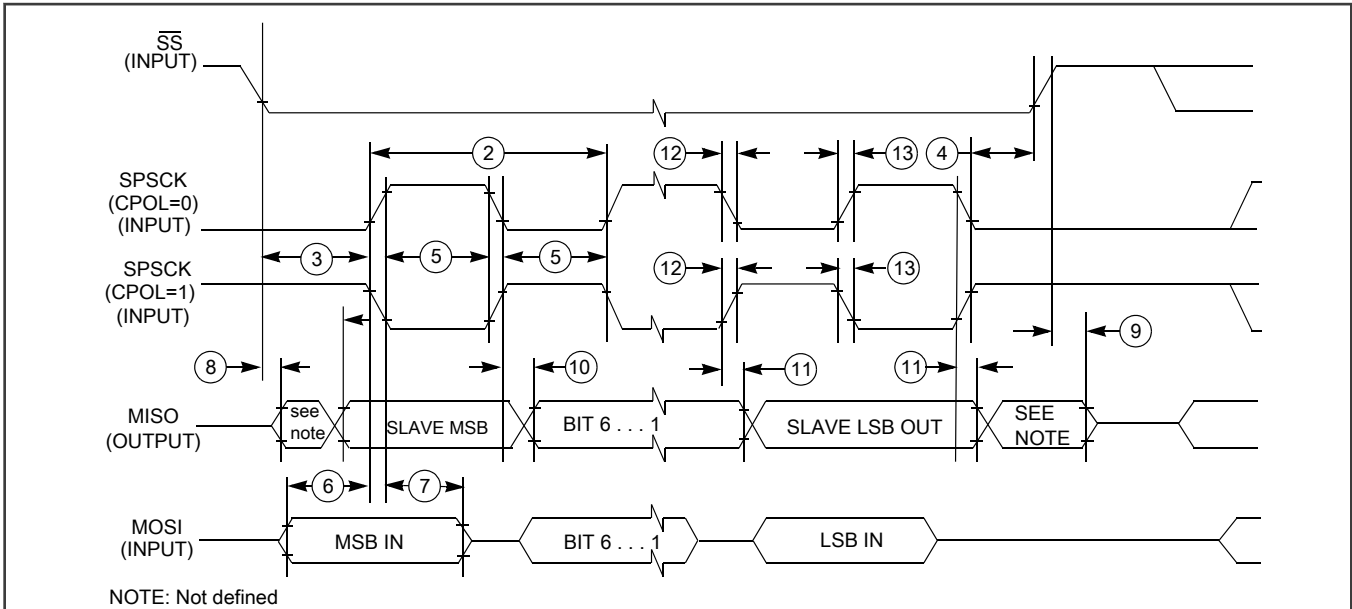 SS
(INPUT)
2
12
13
4
SPSCK
(CPOL=0)
(INPUT)
3
5
5
SPSCK
(CPOL=1)
(INPUT)
12
13
8
10
11
11
9
MISO
(OUTPUT)
see
note
SLAVE MSB
BIT 6 . . . 1
SLAVE LSB OUT
SEE
NOTE
6
7
MOSI
(INPUT)
MSB IN
BIT 6 . . . 1
LSB IN
NOTE: Not defined